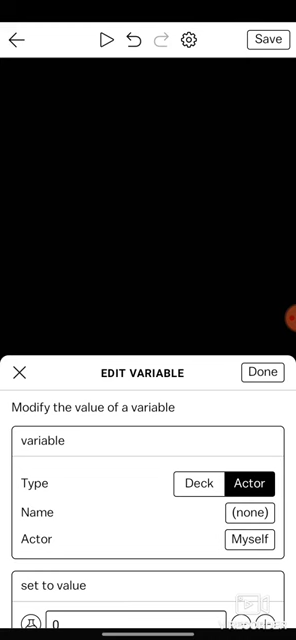 Save
EDIT VARIABLE
Done
Modify the value of a variable
variable
Type
Deck
Actor
Name
(none)
Actor
Myself
set to value
0